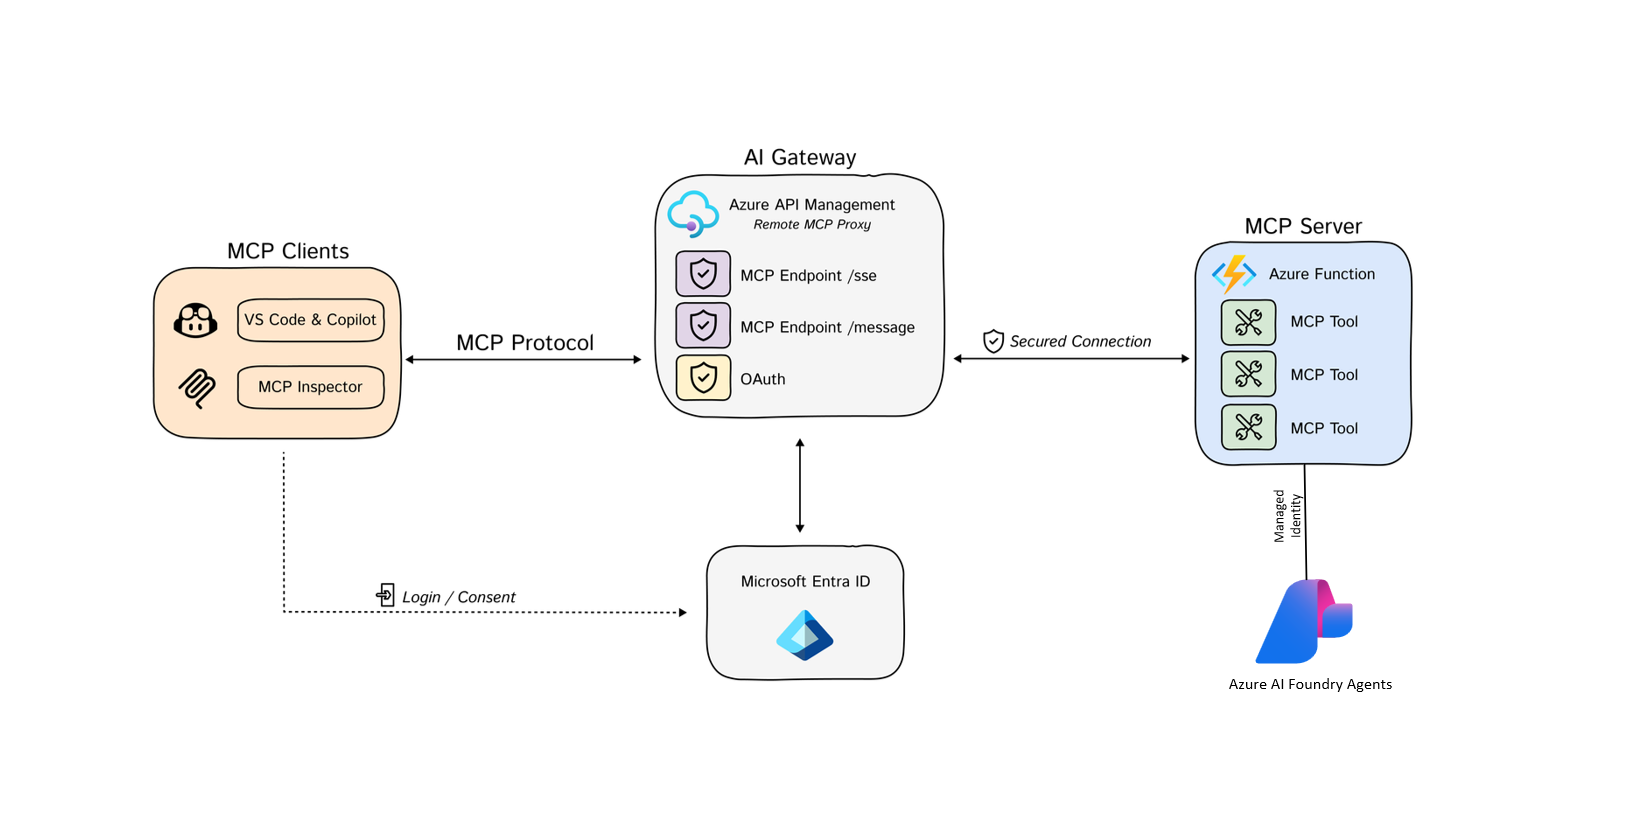 MCP Clients
VS Code & Copilot
MCP Inspector
MCP Protocol
AI Gateway
Azure API Management
Remote MCP Proxy
MCP Endpoint /sse
MCP Endpoint /message
OAuth
Secured Connection
MCP Server
Azure Function
MCP Tool
MCP Tool
MCP Tool
Managed
Identity
Login / Consent
Microsoft Entra ID
Azure AI Foundry Agents